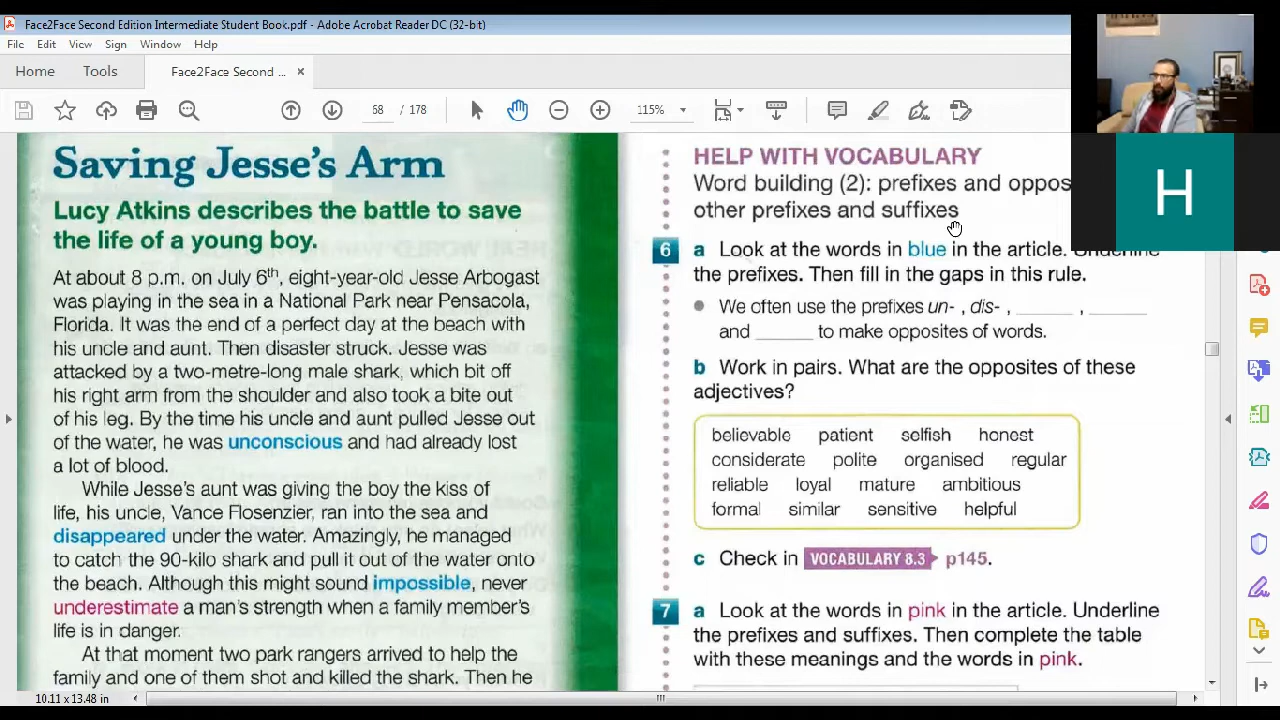 Face2Face Second Edition Intermediate Student Book.pdf - Adobe Acrobat Reader DC (32-bit)
File Edit View Sign Window Help
Home Tools Face2Face Second ... ×
68 / 178 115%
Saving Jesse's Arm
Lucy Atkins describes the battle to save
the life of a young boy.
At about 8 p.m. on July 6th, eight-year-old Jesse Arbogast
was playing in the sea in a National Park near Pensacola,
Florida. It was the end of a perfect day at the beach with
his uncle and aunt. Then disaster struck. Jesse was
attacked by a two-metre-long male shark, which bit off
his right arm from the shoulder and also took a bite out
of his leg. By the time his uncle and aunt pulled Jesse out
of the water, he was unconscious and had already lost
a lot of blood.
While Jesse's aunt was giving the boy the kiss of
life, his uncle, Vance Flosenzier, ran into the sea and
disappeared under the water. Amazingly, he managed
to catch the 90-kilo shark and pull it out of the water onto
the beach. Although this might sound impossible, never
underestimate a man's strength when a family member's
life is in danger.
At that moment two park rangers arrived to help the
family and one of them shot and killed the shark. Then he
HELP WITH VOCABULARY
Word building (2): prefixes and oppos
other prefixes and suffixes
6 a Look at the words in blue in the article. Underline
the prefixes. Then fill in the gaps in this rule.
● We often use the prefixes un- , dis- , ______ , ______
and ______ to make opposites of words.
b Work in pairs. What are the opposites of these
adjectives?
believable patient selfish honest
considerate polite organised regular
reliable loyal mature ambitious
formal similar sensitive helpful
c Check in VOCABULARY 8.3 p145.
7 a Look at the words in pink in the article. Underline
the prefixes and suffixes. Then complete the table
with these meanings and the words in pink.
H
10.11 x 13.48 in